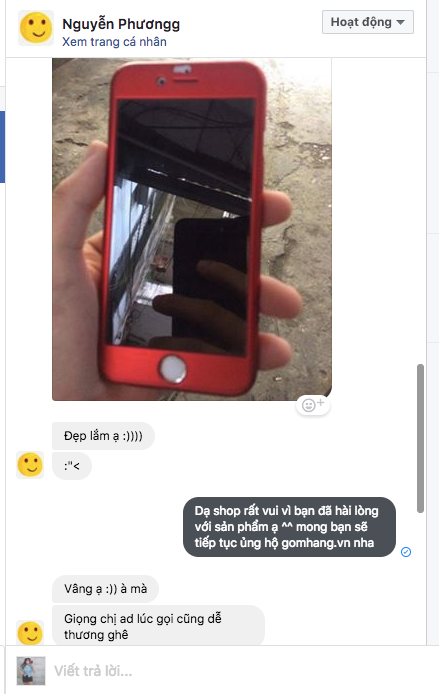 Nguyễn Phươngg
Hoạt động
Xem trang cá nhân
Đẹp lắm ạ :))))
:"<
Dạ shop rất vui vì bạn đã hài lòng
với sản phẩm ạ ^^ mong bạn sẽ
tiếp tục ủng hộ gomhang.vn nha
Vâng ạ :)) à mà
Giọng chị ad lúc gọi cũng dễ
thương ghê
Viết trả lời...